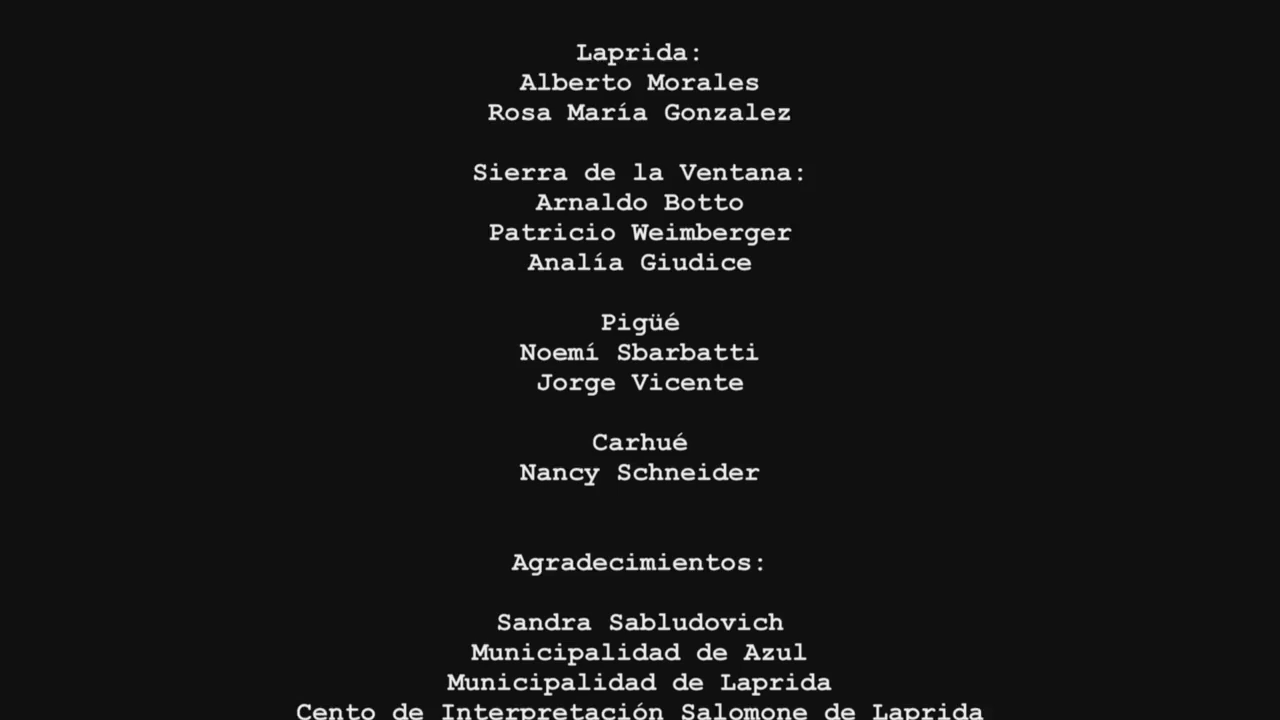 Laprida:
Alberto Morales
Rosa María Gonzalez
Sierra de la Ventana:
Arnaldo Botto
Patricio Weimberger
Analía Giudice
Pigüé
Noemí Sbarbatti
Jorge Vicente
Carhué
Nancy Schneider
Agradecimientos:
Sandra Sabludovich
Municipalidad de Azul
Municipalidad de Laprida
Cento de Interpretación Salomone de Laprida